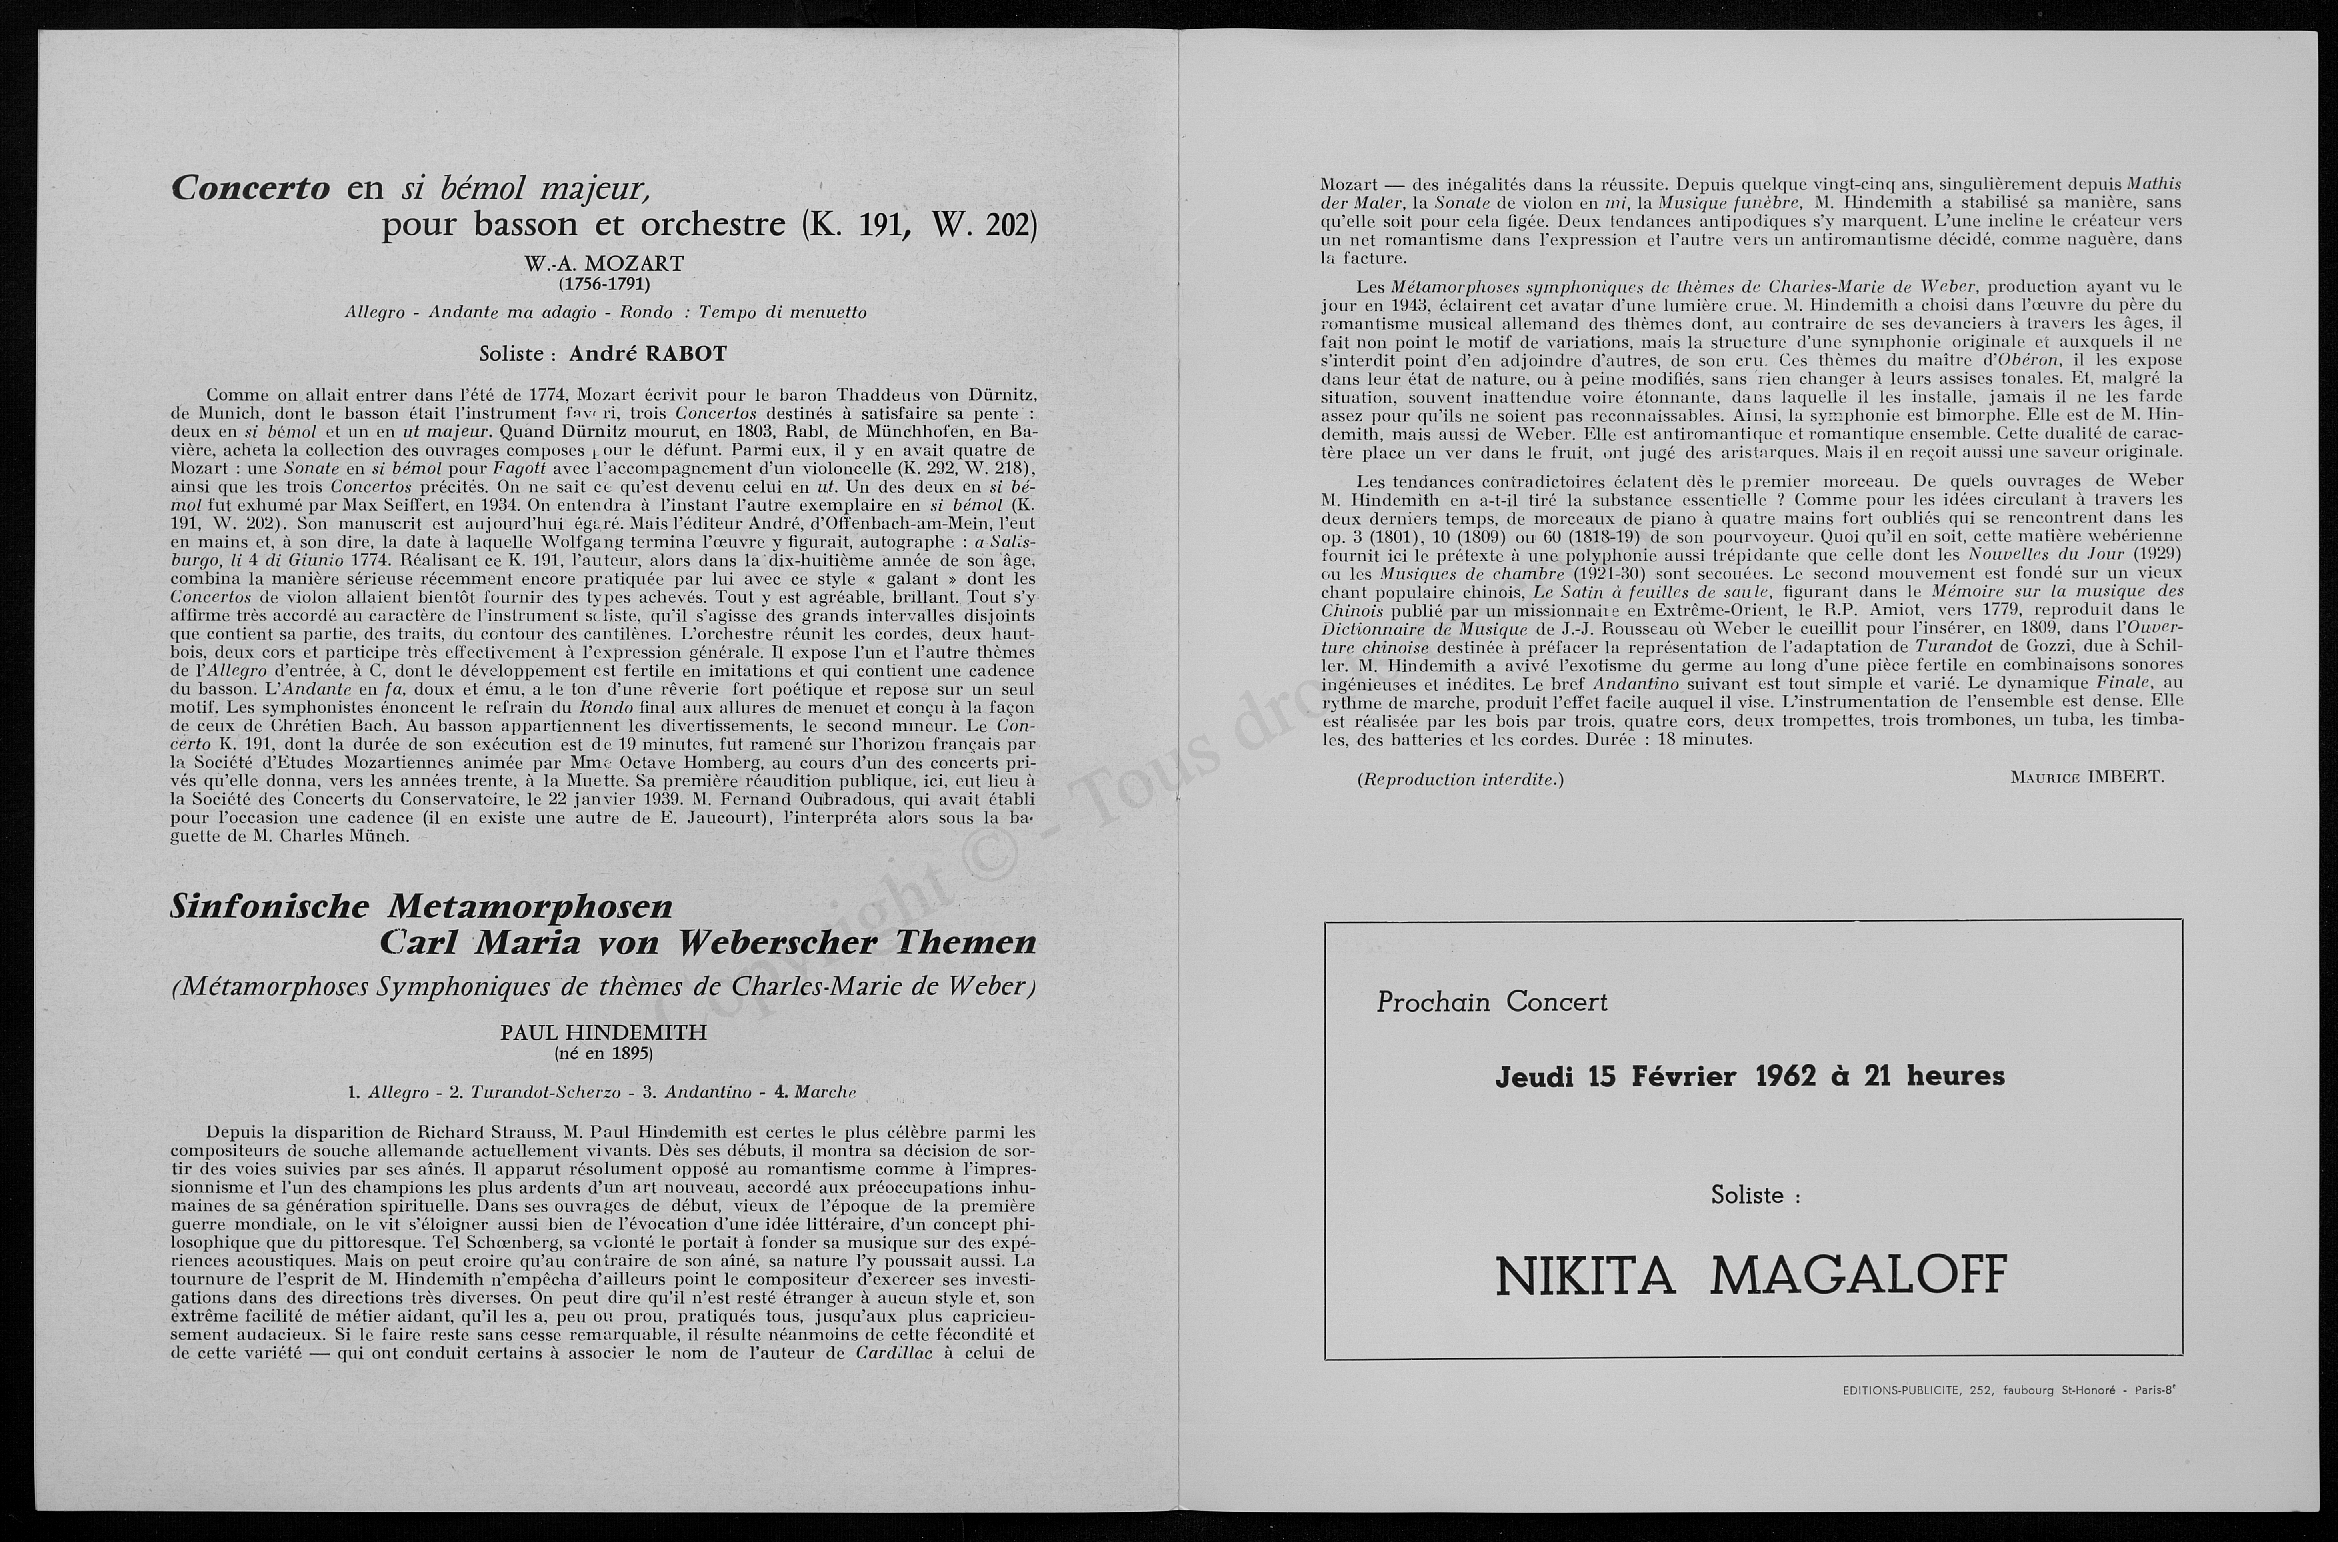 Concerto en si bémol majeur,
pour basson et orchestre (K. 191, W. 202)
W.-A. MOZART
(1756-1791)
Allegro - Andante ma adagio - Rondo : Tempo di menuetto
Soliste : André RABOT
Comme on allait entrer dans l'été de 1774, Mozart écrivit pour le baron Thaddeus von Dürnitz,
de Munich, dont le basson était l'instrument favori, trois Concertos destinés à satisfaire sa pente :
deux en si bémol et un en ut majeur. Quand Dürnitz mourut, en 1803, Rabl, de Münchhofen, en Ba-
vière, acheta la collection des ouvrages composes pour le défunt. Parmi eux, il y en avait quatre de
Mozart : une Sonate en si bémol pour Fagott avec l'accompagnement d'un violoncelle (K. 292, W. 218),
ainsi que les trois Concertos précités. On ne sait ce qu'est devenu celui en ut. Un des deux en si bé-
mol fut exhumé par Max Seiffert, en 1934. On entendra à l'instant l'autre exemplaire en si bémol (K.
191, W. 202). Son manuscrit est aujourd'hui égaré. Mais l'éditeur André, d'Offenbach-am-Mein, l'eut
en mains et, à son dire, la date à laquelle Wolfgang termina l'œuvre y figurait, autographe : a Salis-
burgo, li 4 di Giunio 1774. Réalisant ce K. 191, l'auteur, alors dans la dix-huitième année de son âge,
combina la manière sérieuse récemment encore pratiquée par lui avec ce style « galant » dont les
Concertos de violon allaient bientôt fournir des types achevés. Tout y est agréable, brillant. Tout s'y
affirme très accordé au caractère de l'instrument soliste, qu'il s'agisse des grands intervalles disjoints
que contient sa partie, des traits, du contour des cantilènes. L'orchestre réunit les cordes, deux haut-
bois, deux cors et participe très effectivement à l'expression générale. Il expose l'un et l'autre thèmes
de l'Allegro d'entrée, à C, dont le développement est fertile en imitations et qui contient une cadence
du basson. L'Andante en fa, doux et ému, a le ton d'une rêverie fort poétique et repose sur un seul
motif. Les symphonistes énoncent le refrain du Rondo final aux allures de menuet et conçu à la façon
de ceux de Chrétien Bach. Au basson appartiennent les divertissements, le second mineur. Le Con-
certo K. 191, dont la durée de son exécution est de 19 minutes, fut ramené sur l'horizon français par
la Société d'Etudes Mozartiennes animée par Mme Octave Homberg, au cours d'un des concerts pri-
vés qu'elle donna, vers les années trente, à la Muette. Sa première réaudition publique, ici, eut lieu à
la Société des Concerts du Conservatoire, le 22 janvier 1939. M. Fernand Oubradous, qui avait établi
pour l'occasion une cadence (il en existe une autre de E. Jaucourt), l'interpréta alors sous la ba-
guette de M. Charles Münch.
Sinfonische Metamorphosen
Carl Maria von Weberscher Themen
(Métamorphoses Symphoniques de thèmes de Charles-Marie de Weber)
PAUL HINDEMITH
(né en 1895)
1. Allegro - 2. Turandot-Scherzo - 3. Andantino - 4. Marche
Depuis la disparition de Richard Strauss, M. Paul Hindemith est certes le plus célèbre parmi les
compositeurs de souche allemande actuellement vivants. Dès ses débuts, il montra sa décision de sor-
tir des voies suivies par ses aînés. Il apparut résolument opposé au romantisme comme à l'impres-
sionnisme et l'un des champions les plus ardents d'un art nouveau, accordé aux préoccupations inhu-
maines de sa génération spirituelle. Dans ses ouvrages de début, vieux de l'époque de la première
guerre mondiale, on le vit s'éloigner aussi bien de l'évocation d'une idée littéraire, d'un concept phi-
losophique que du pittoresque. Tel Schœnberg, sa volonté le portait à fonder sa musique sur des expé-
riences acoustiques. Mais on peut croire qu'au contraire de son aîné, sa nature l'y poussait aussi. La
tournure de l'esprit de M. Hindemith n'empêcha d'ailleurs point le compositeur d'exercer ses investi-
gations dans des directions très diverses. On peut dire qu'il n'est resté étranger à aucun style et, son
extrême facilité de métier aidant, qu'il les a, peu ou prou, pratiqués tous, jusqu'aux plus capricieu-
sement audacieux. Si le faire reste sans cesse remarquable, il résulte néanmoins de cette fécondité et
de cette variété — qui ont conduit certains à associer le nom de l'auteur de Cardillac à celui de
Mozart — des inégalités dans la réussite. Depuis quelque vingt-cinq ans, singulièrement depuis Mathis
der Maler, la Sonate de violon en mi, la Musique funèbre, M. Hindemith a stabilisé sa manière, sans
qu'elle soit pour cela figée. Deux tendances antipodiques s'y marquent. L'une incline le créateur vers
un net romantisme dans l'expression et l'autre vers un antiromantisme décidé, comme naguère, dans
la facture.
Les Métamorphoses symphoniques de thèmes de Charles-Marie de Weber, production ayant vu le
jour en 1943, éclairent cet avatar d'une lumière crue. M. Hindemith a choisi dans l'œuvre du père du
romantisme musical allemand des thèmes dont, au contraire de ses devanciers à travers les âges, il
fait non point le motif de variations, mais la structure d'une symphonie originale et auxquels il ne
s'interdit point d'en adjoindre d'autres, de son cru. Ces thèmes du maître d'Obéron, il les expose
dans leur état de nature, ou à peine modifiés, sans rien changer à leurs assises tonales. Et, malgré la
situation, souvent inattendue voire étonnante, dans laquelle il les installe, jamais il ne les farde
assez pour qu'ils ne soient pas reconnaissables. Ainsi, la symphonie est bimorphe. Elle est de M. Hin-
demith, mais aussi de Weber. Elle est antiromantique et romantique ensemble. Cette dualité de carac-
tère place un ver dans le fruit, ont jugé des aristarques. Mais il en reçoit aussi une saveur originale.
Les tendances contradictoires éclatent dès le premier morceau. De quels ouvrages de Weber
M. Hindemith en a-t-il tiré la substance essentielle ? Comme pour les idées circulant à travers les
deux derniers temps, de morceaux de piano à quatre mains fort oubliés qui se rencontrent dans les
op. 3 (1801), 10 (1809) ou 60 (1818-19) de son pourvoyeur. Quoi qu'il en soit, cette matière webérienne
fournit ici le prétexte à une polyphonie aussi trépidante que celle dont les Nouvelles du Jour (1929)
ou les Musiques de chambre (1921-30) sont secouées. Le second mouvement est fondé sur un vieux
chant populaire chinois, Le Satin à feuilles de saule, figurant dans le Mémoire sur la musique des
Chinois publié par un missionnaire en Extrême-Orient, le R.P. Amiot, vers 1779, reproduit dans le
Dictionnaire de Musique de J.-J. Rousseau où Weber le cueillit pour l'insérer, en 1809, dans l'Ouver-
ture chinoise destinée à préfacer la représentation de l'adaptation de Turandot de Gozzi, due à Schil-
ler. M. Hindemith a avivé l'exotisme du germe au long d'une pièce fertile en combinaisons sonores
ingénieuses et inédites. Le bref Andantino suivant est tout simple et varié. Le dynamique Finale, au
rythme de marche, produit l'effet facile auquel il vise. L'instrumentation de l'ensemble est dense. Elle
est réalisée par les bois par trois, quatre cors, deux trompettes, trois trombones, un tuba, les timba-
les, des batteries et les cordes. Durée : 18 minutes.
(Reproduction interdite.)
MAURICE IMBERT.
Prochain Concert
Jeudi 15 Février 1962 à 21 heures
Soliste :
NIKITA MAGALOFF
EDITIONS-PUBLICITE, 252, faubourg St-Honoré - Paris-8e
Copyright © - Tous droits